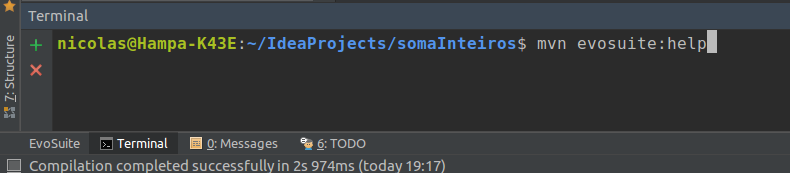 Terminal
nicolas@Hampa-K43E:~/IdeaProjects/somaInteiros$ mvn evosuite:help
7: Structure
EvoSuite Terminal 0: Messages 6: TODO
Compilation completed successfully in 2s 974ms (today 19:17)